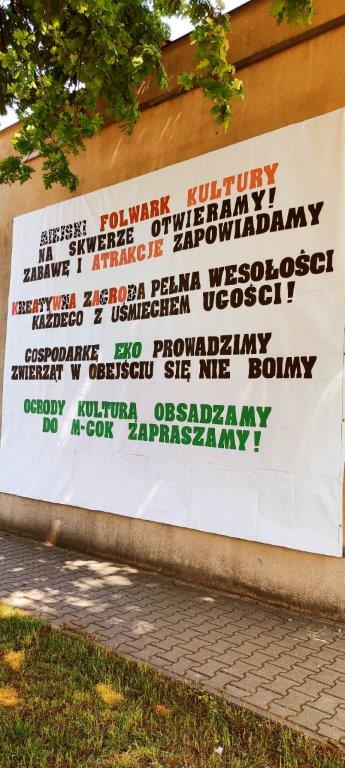 MIEJSKI FOLWARK KULTURY
NA SKWERZE OTWIERAMY!
ZABAWĘ I ATRAKCJE ZAPOWIADAMY
KREATYWNA ZAGRODA PEŁNA WESOŁOŚCI
KAŻDEGO Z UŚMIECHEM UGOŚCI!
GOSPODARKĘ EKO PROWADZIMY
ZWIERZĄT W OBEJŚCIU SIĘ NIE BOIMY
OGRODY KULTURĄ OBSADZAMY
DO M-GOK ZAPRASZAMY!